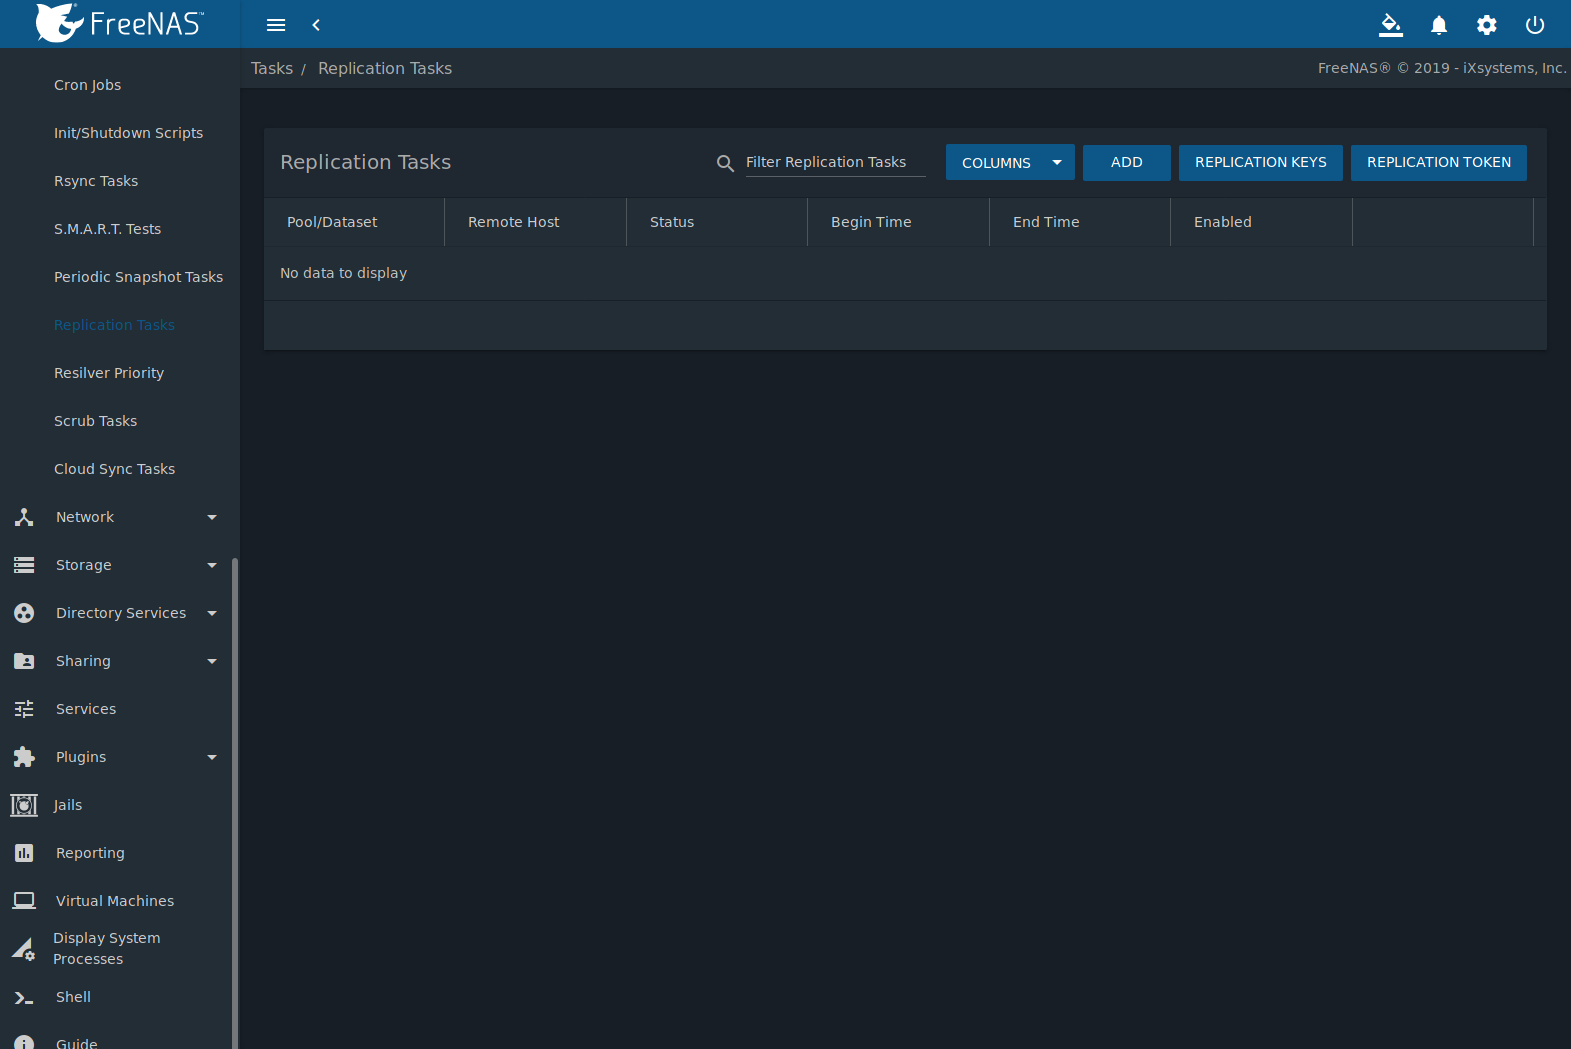 FreeNAS™
Tasks / Replication Tasks
FreeNAS® © 2019 - iXsystems, Inc.
Cron Jobs
Init/Shutdown Scripts
Rsync Tasks
S.M.A.R.T. Tests
Periodic Snapshot Tasks
Replication Tasks
Resilver Priority
Scrub Tasks
Cloud Sync Tasks
Network
Storage
Directory Services
Sharing
Services
Plugins
Jails
Reporting
Virtual Machines
Display System
Processes
Shell
Guide
Replication Tasks
Filter Replication Tasks
COLUMNS
ADD
REPLICATION KEYS
REPLICATION TOKEN
Pool/Dataset Remote Host Status Begin Time End Time Enabled
No data to display